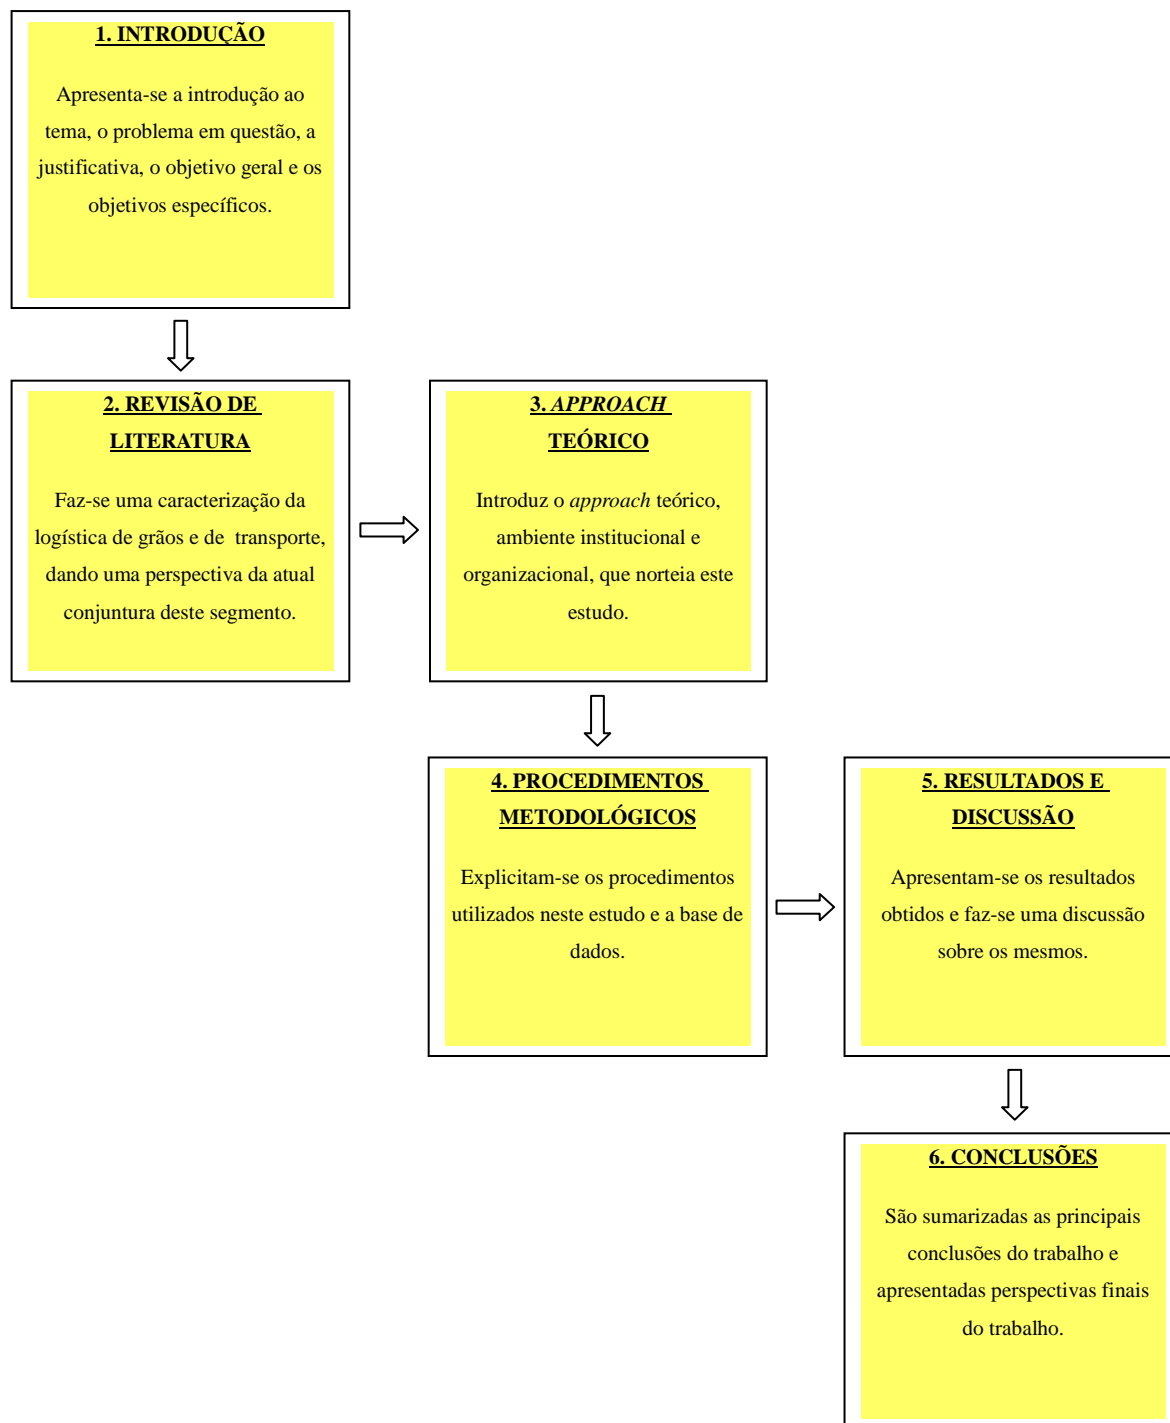 1. INTRODUÇÃO
Apresenta-se a introdução ao
tema, o problema em questão, a
justificativa, o objetivo geral e os
objetivos específicos.
2. REVISÃO DE
LITERATURA
Faz-se uma caracterização da
logística de grãos e de transporte,
dando uma perspectiva da atual
conjuntura deste segmento.
3. APPROACH
TEÓRICO
Introduz o approach teórico,
ambiente institucional e
organizacional, que norteia este
estudo.
4. PROCEDIMENTOS
METODOLÓGICOS
Explicitam-se os procedimentos
utilizados neste estudo e a base de
dados.
5. RESULTADOS E
DISCUSSÃO
Apresentam-se os resultados
obtidos e faz-se uma discussão
sobre os mesmos.
6. CONCLUSÕES
São sumarizadas as principais
conclusões do trabalho e
apresentadas perspectivas finais
do trabalho.